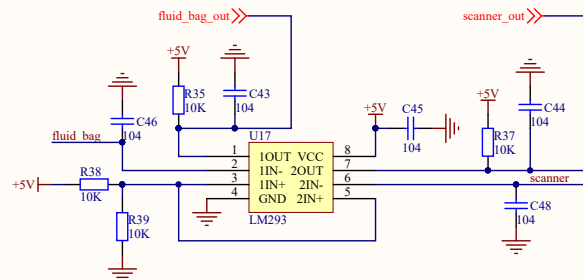 fluid_bag_out
scanner_out
+5V
R35
10K
C43
104
C46
104
fluid_bag
U17
+5V
C45
104
+5V
R37
10K
C44
104
1
2
3
4
1OUT
1IN-
1IN+
GND
VCC
2OUT
2IN-
2IN+
8
7
6
5
LM293
R38
10K
+5V
R39
10K
scanner
C48
104